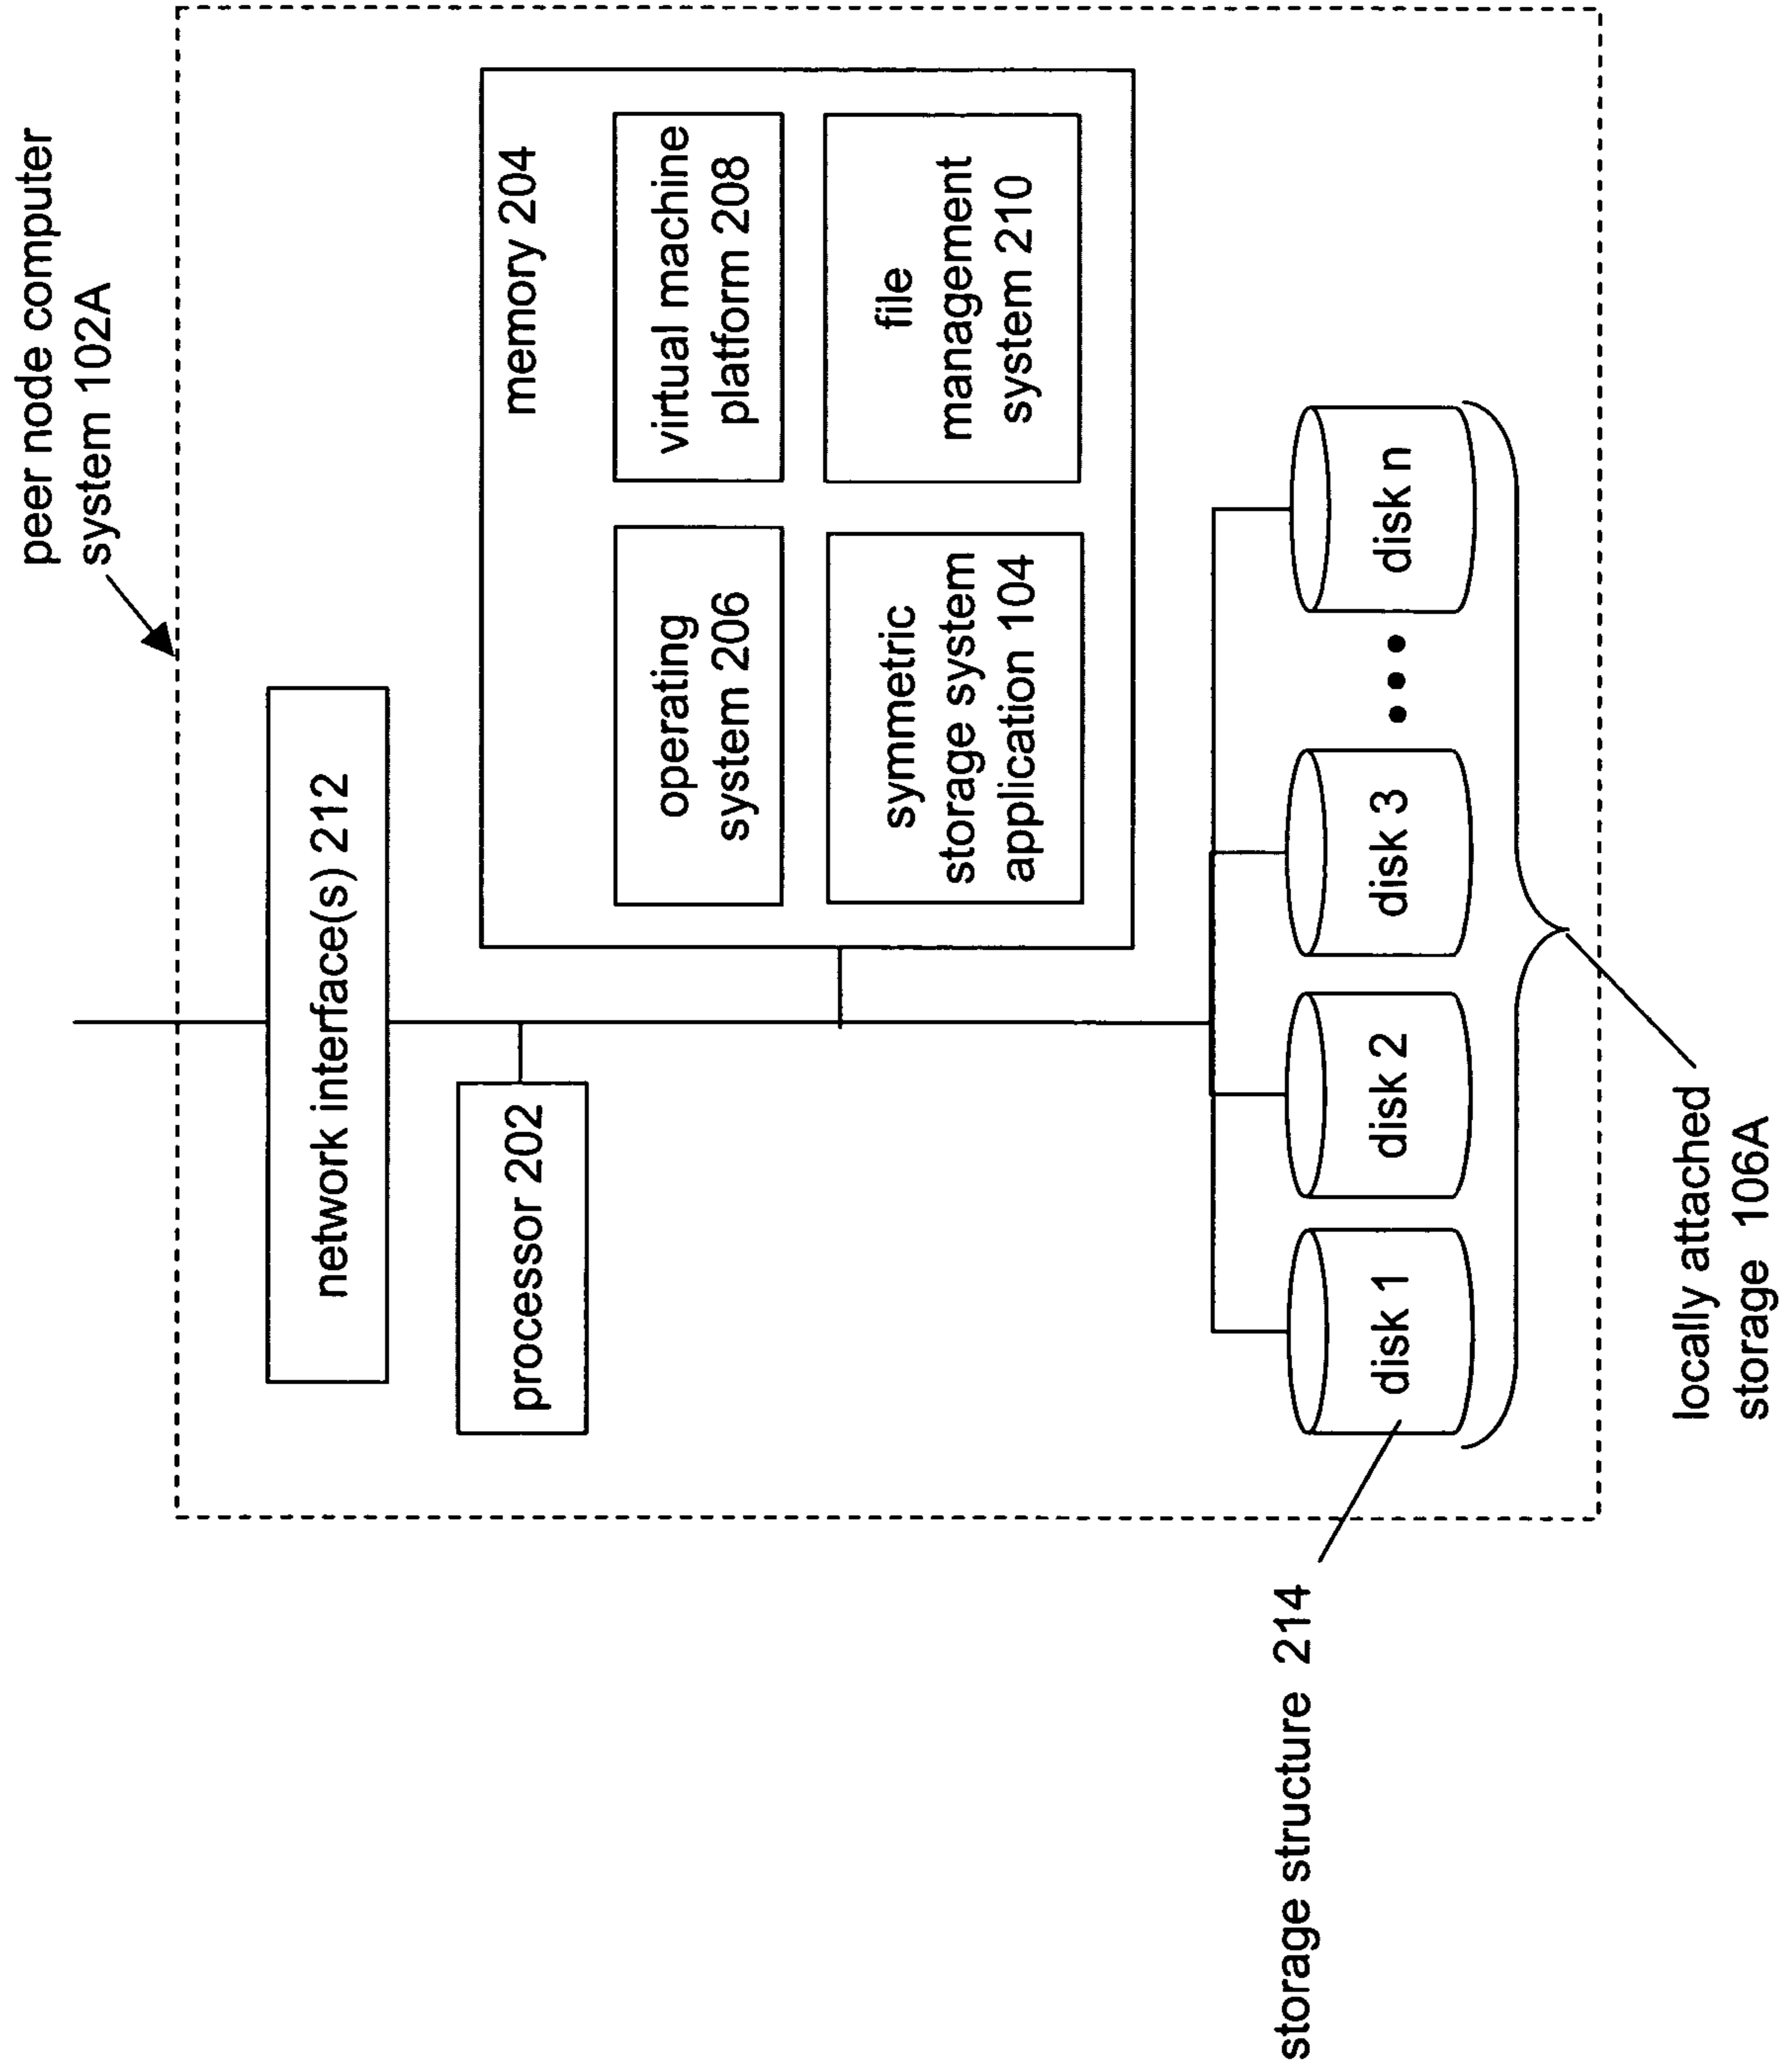 peer node computer
system 102A
network interface(s) 212
processor 202
memory 204
operating
system 206
virtual machine
platform 208
symmetric
storage system
application 104
file
management
system 210
disk 1
disk 2
disk 3
disk n
storage structure 214
locally attached
storage 106A